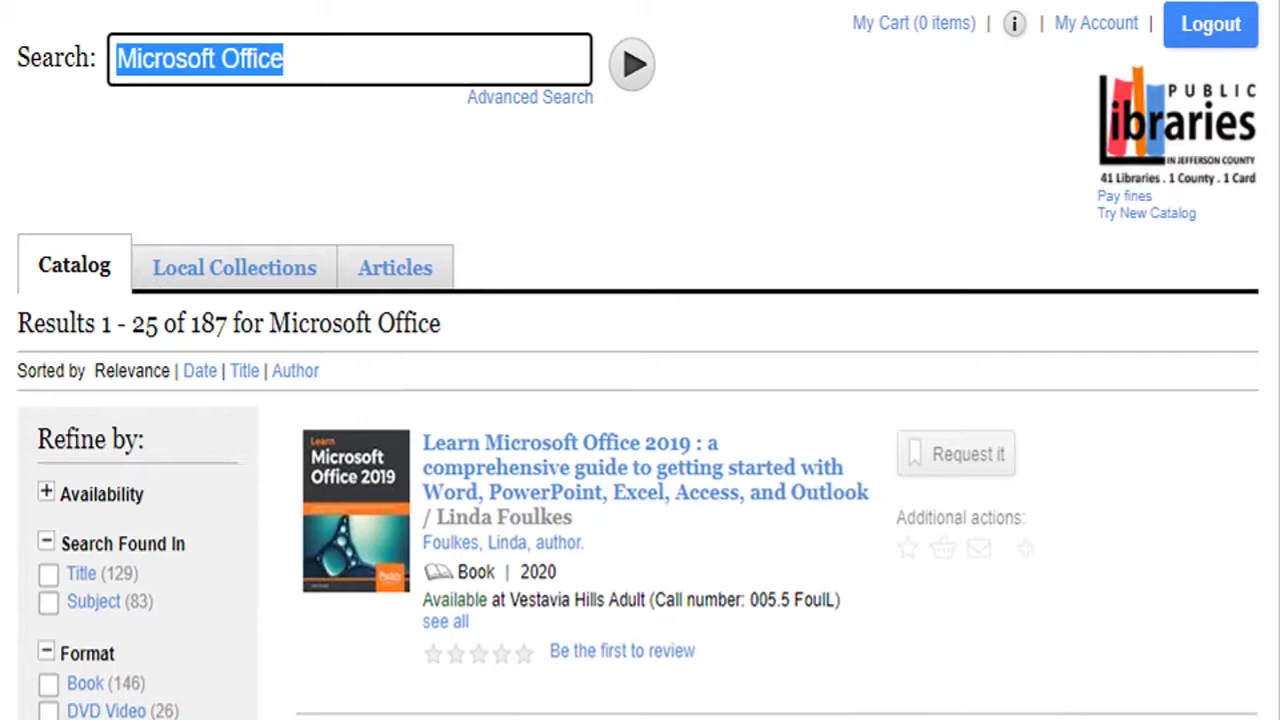 Search: Microsoft Office
Advanced Search
My Cart (0 items) | i | My Account | Logout
PUBLIC
libraries
IN JEFFERSON COUNTY
41 Libraries . 1 County . 1 Card
Pay fines
Try New Catalog
Catalog Local Collections Articles
Results 1 - 25 of 187 for Microsoft Office
Sorted by Relevance | Date | Title | Author
Refine by:
+ Availability
− Search Found In
Title (129)
Subject (83)
− Format
Book (146)
DVD Video (26)
Learn
Microsoft
Office 2019
Packt
Learn Microsoft Office 2019 : a
comprehensive guide to getting started with
Word, PowerPoint, Excel, Access, and Outlook
/ Linda Foulkes
Foulkes, Linda, author.
Book | 2020
Available at Vestavia Hills Adult (Call number: 005.5 FoulL)
see all
Be the first to review
Request it
Additional actions: